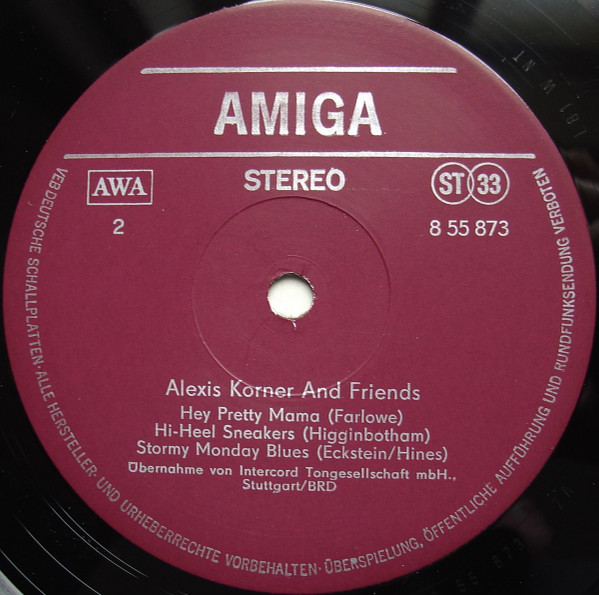 AMIGA
AWA
STEREO
ST 33
2
8 55 873
Alexis Korner And Friends
Hey Pretty Mama (Farlowe)
Hi-Heel Sneakers (Higginbotham)
Stormy Monday Blues (Eckstein/Hines)
Übernahme von Intercord Tongesellschaft mbH.,
Stuttgart/BRD
VEB DEUTSCHE SCHALLPLATTEN · ALLE HERSTELLER- UND URHEBERRECHTE VORBEHALTEN · ÜBERSPIELUNG, ÖFFENTLICHE AUFFÜHRUNG UND RUNDFUNKSENDUNG VERBOTEN